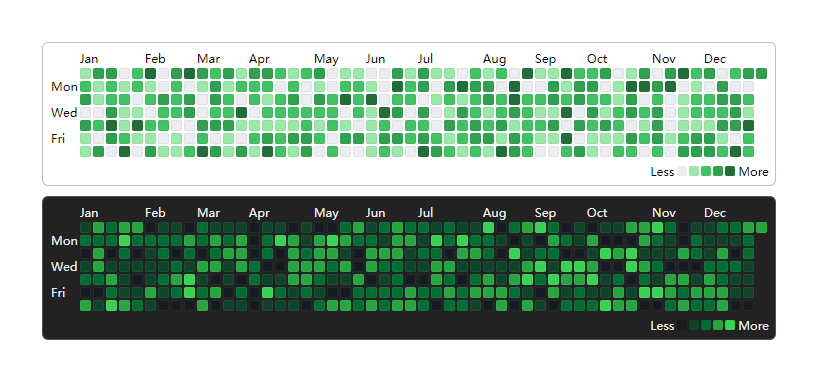 Jan Feb Mar Apr May Jun Jul Aug Sep Oct Nov Dec
Mon
Wed
Fri
Less More
Jan Feb Mar Apr May Jun Jul Aug Sep Oct Nov Dec
Mon
Wed
Fri
Less More